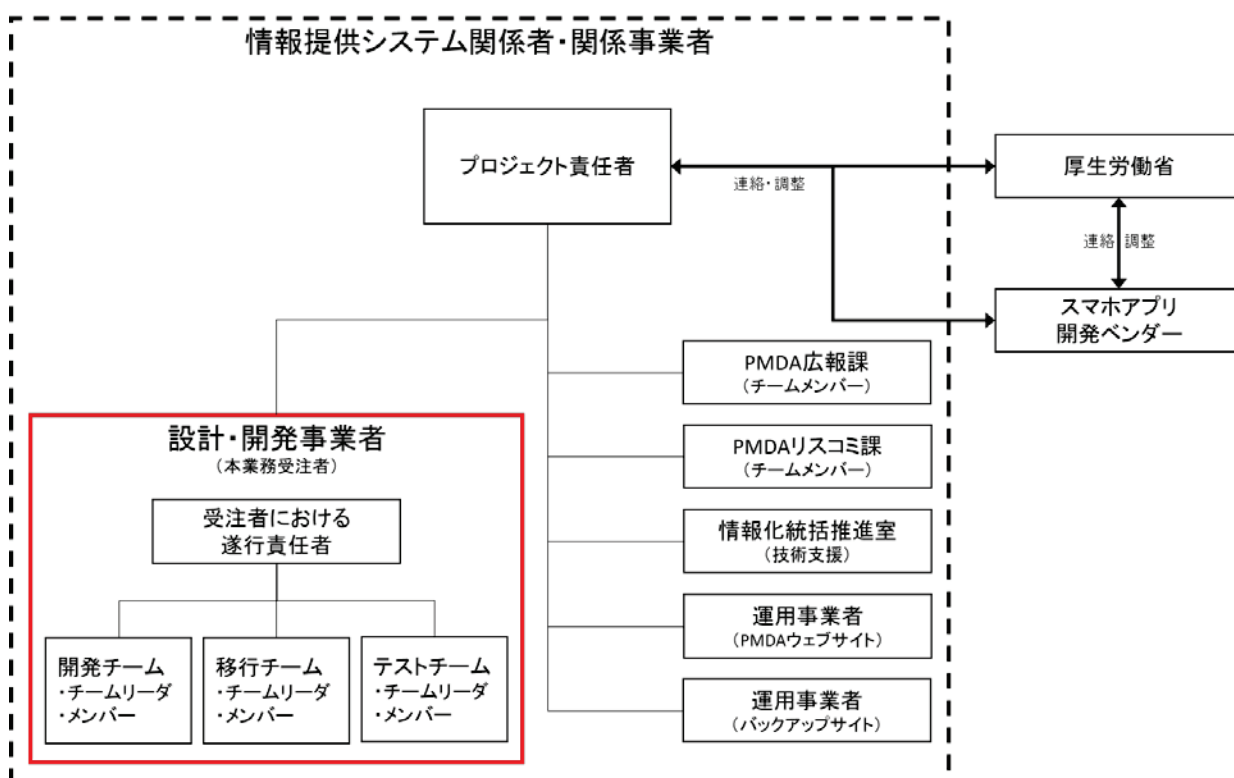 情報提供システム関係者・関係事業者
プロジェクト責任者
連絡・調整
厚生労働省
連絡・調整
スマホアプリ
開発ベンダー
PMDA広報課
(チームメンバー)
PMDAリスコミ課
(チームメンバー)
情報化統括推進室
(技術支援)
運用事業者
(PMDAウェブサイト)
運用事業者
(バックアップサイト)
設計・開発事業者
(本業務受注者)
受注者における
遂行責任者
開発チーム
・チームリーダ
・メンバー
移行チーム
・チームリーダ
・メンバー
テストチーム
・チームリーダ
・メンバー